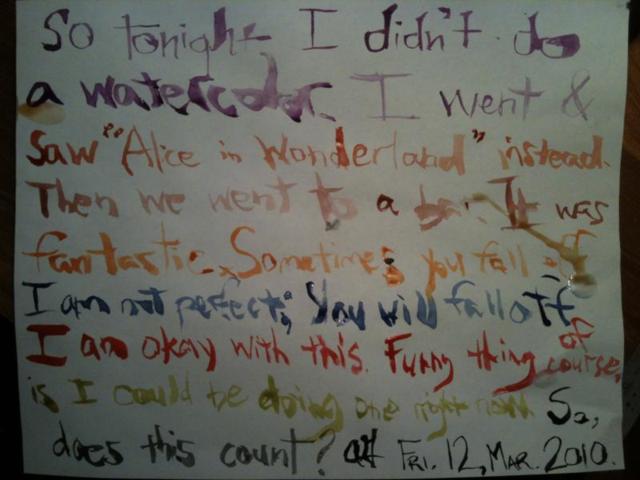 So tonight I didn't do
a watercolor. I went &
saw "Alice in Wonderland" instead.
Then we went to a bar. It was
fantastic. Sometimes you fall off
I am not perfect; you will fall off
of course.
I am okay with this. Funny thing
is I could be doing one right now. So,
does this count? Fri. 12, Mar. 2010.